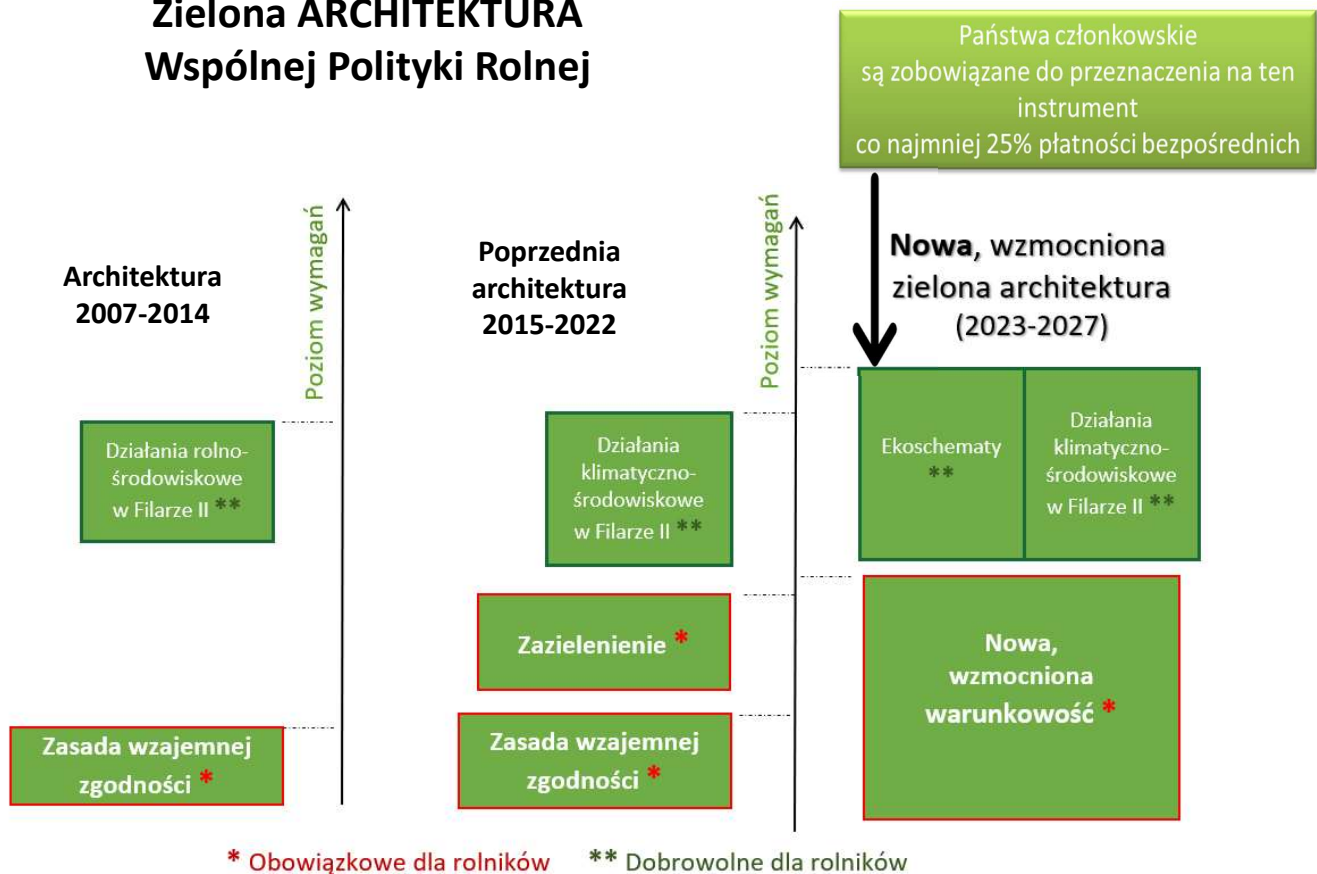 Zielona ARCHITEKTURA
Wspólnej Polityki Rolnej
Państwa członkowskie
są zobowiązane do przeznaczenia na ten
instrument
co najmniej 25% płatności bezpośrednich
Architektura
2007-2014
Poziom wymagań
Działania rolno-
środowiskowe
w Filarze II **
Zasada wzajemnej
zgodności *
Poprzednia
architektura
2015-2022
Poziom wymagań
Działania
klimatyczno-
środowiskowe
w Filarze II **
Zazielenienie *
Zasada wzajemnej
zgodności *
Nowa, wzmocniona
zielona architektura
(2023-2027)
Ekoschematy
**
Działania
klimatyczno-
środowiskowe
w Filarze II **
Nowa,
wzmocniona
warunkowość *
* Obowiązkowe dla rolników ** Dobrowolne dla rolników